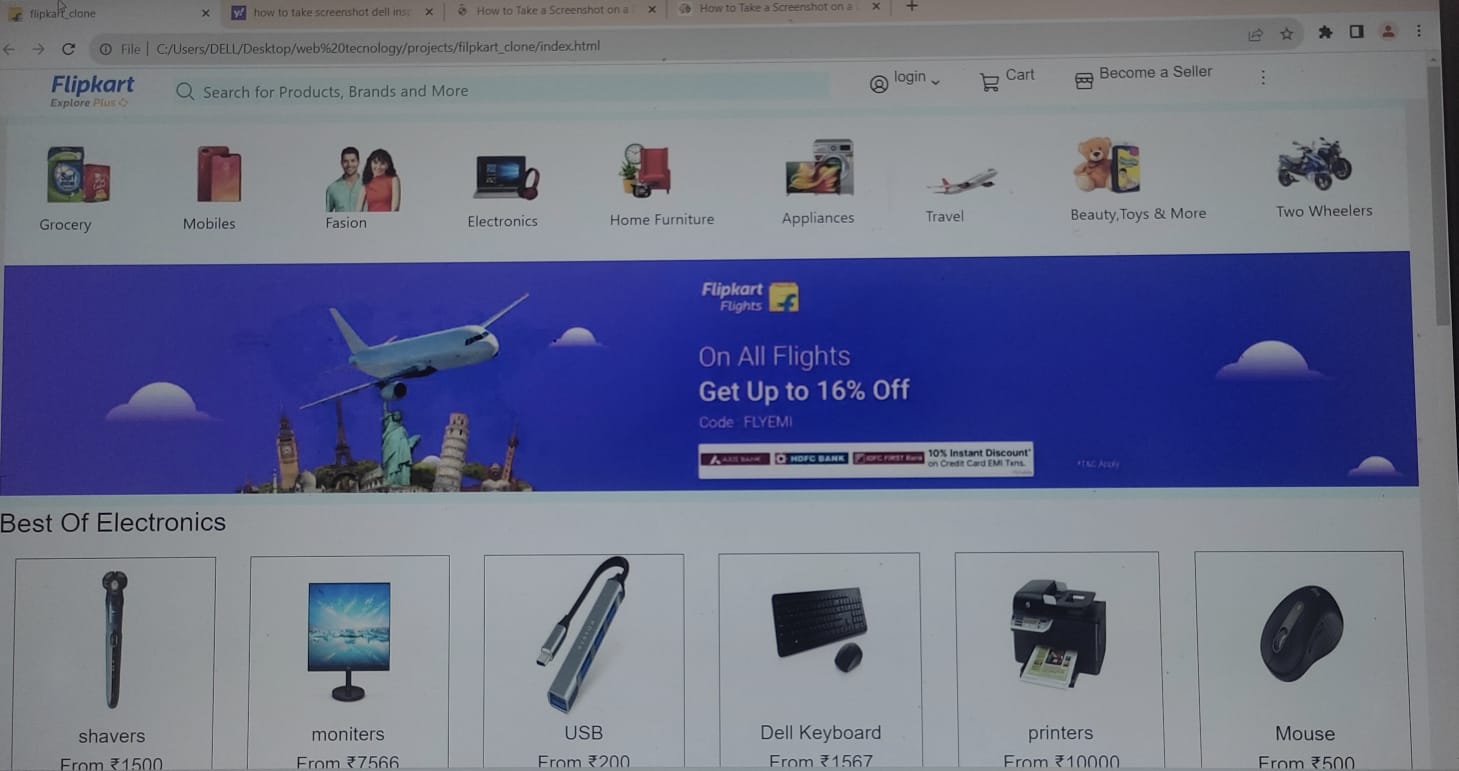 flipkart_clone
how to take screenshot dell insp
How to Take a Screenshot on a
How to Take a Screenshot on a
File
C:/Users/DELL/Desktop/web%20tecnology/projects/filpkart_clone/index.html
Flipkart
Explore Plus
Search for Products, Brands and More
login
Cart
Become a Seller
Grocery
Mobiles
Fasion
Electronics
Home Furniture
Appliances
Travel
Beauty,Toys & More
Two Wheelers
Flipkart
Flights
On All Flights
Get Up to 16% Off
Code : FLYEMI
AXIS BANK
HDFC BANK
IDFC FIRST Bank
10% Instant Discount*
on Credit Card EMI Txns.
*T&C Apply
Best Of Electronics
shavers
From ₹1500
moniters
From ₹7566
USB
From ₹200
Dell Keyboard
From ₹1567
printers
From ₹10000
Mouse
From ₹500